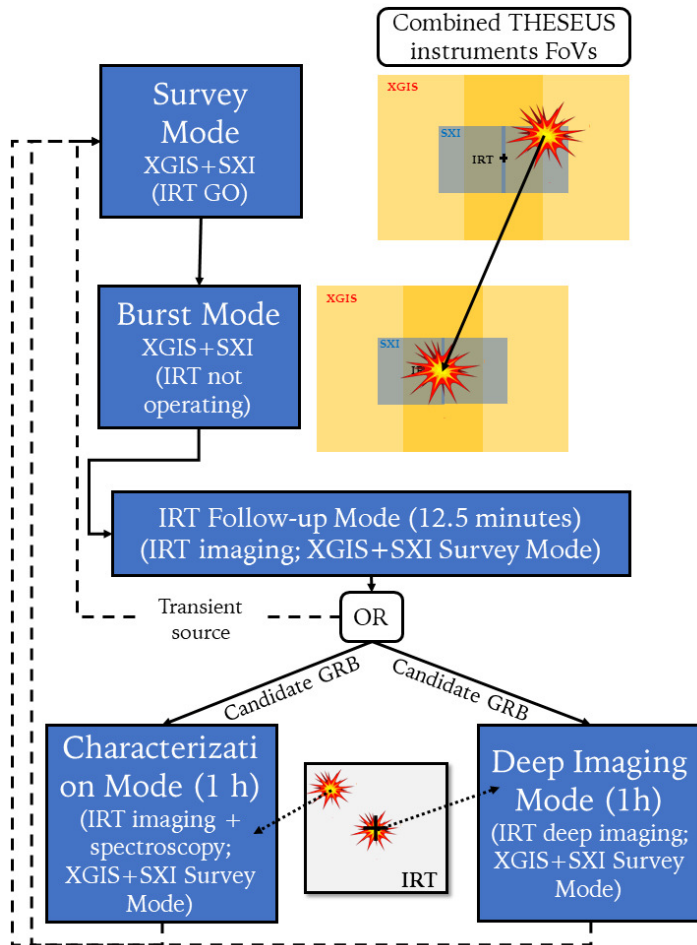 Combined THESEUS
instruments FoVs
Survey
Mode
XGIS+SXI
(IRT GO)
XGIS
SXI
IRT
Burst Mode
XGIS+SXI
(IRT not
operating)
XGIS
SXI
IRT Follow-up Mode (12.5 minutes)
(IRT imaging; XGIS+SXI Survey Mode)
Transient
source
OR
Candidate GRB
Candidate GRB
Characterizati
on Mode (1 h)
(IRT imaging +
spectroscopy;
XGIS+SXI Survey
Mode)
IRT
Deep Imaging
Mode (1h)
(IRT deep imaging;
XGIS+SXI Survey
Mode)